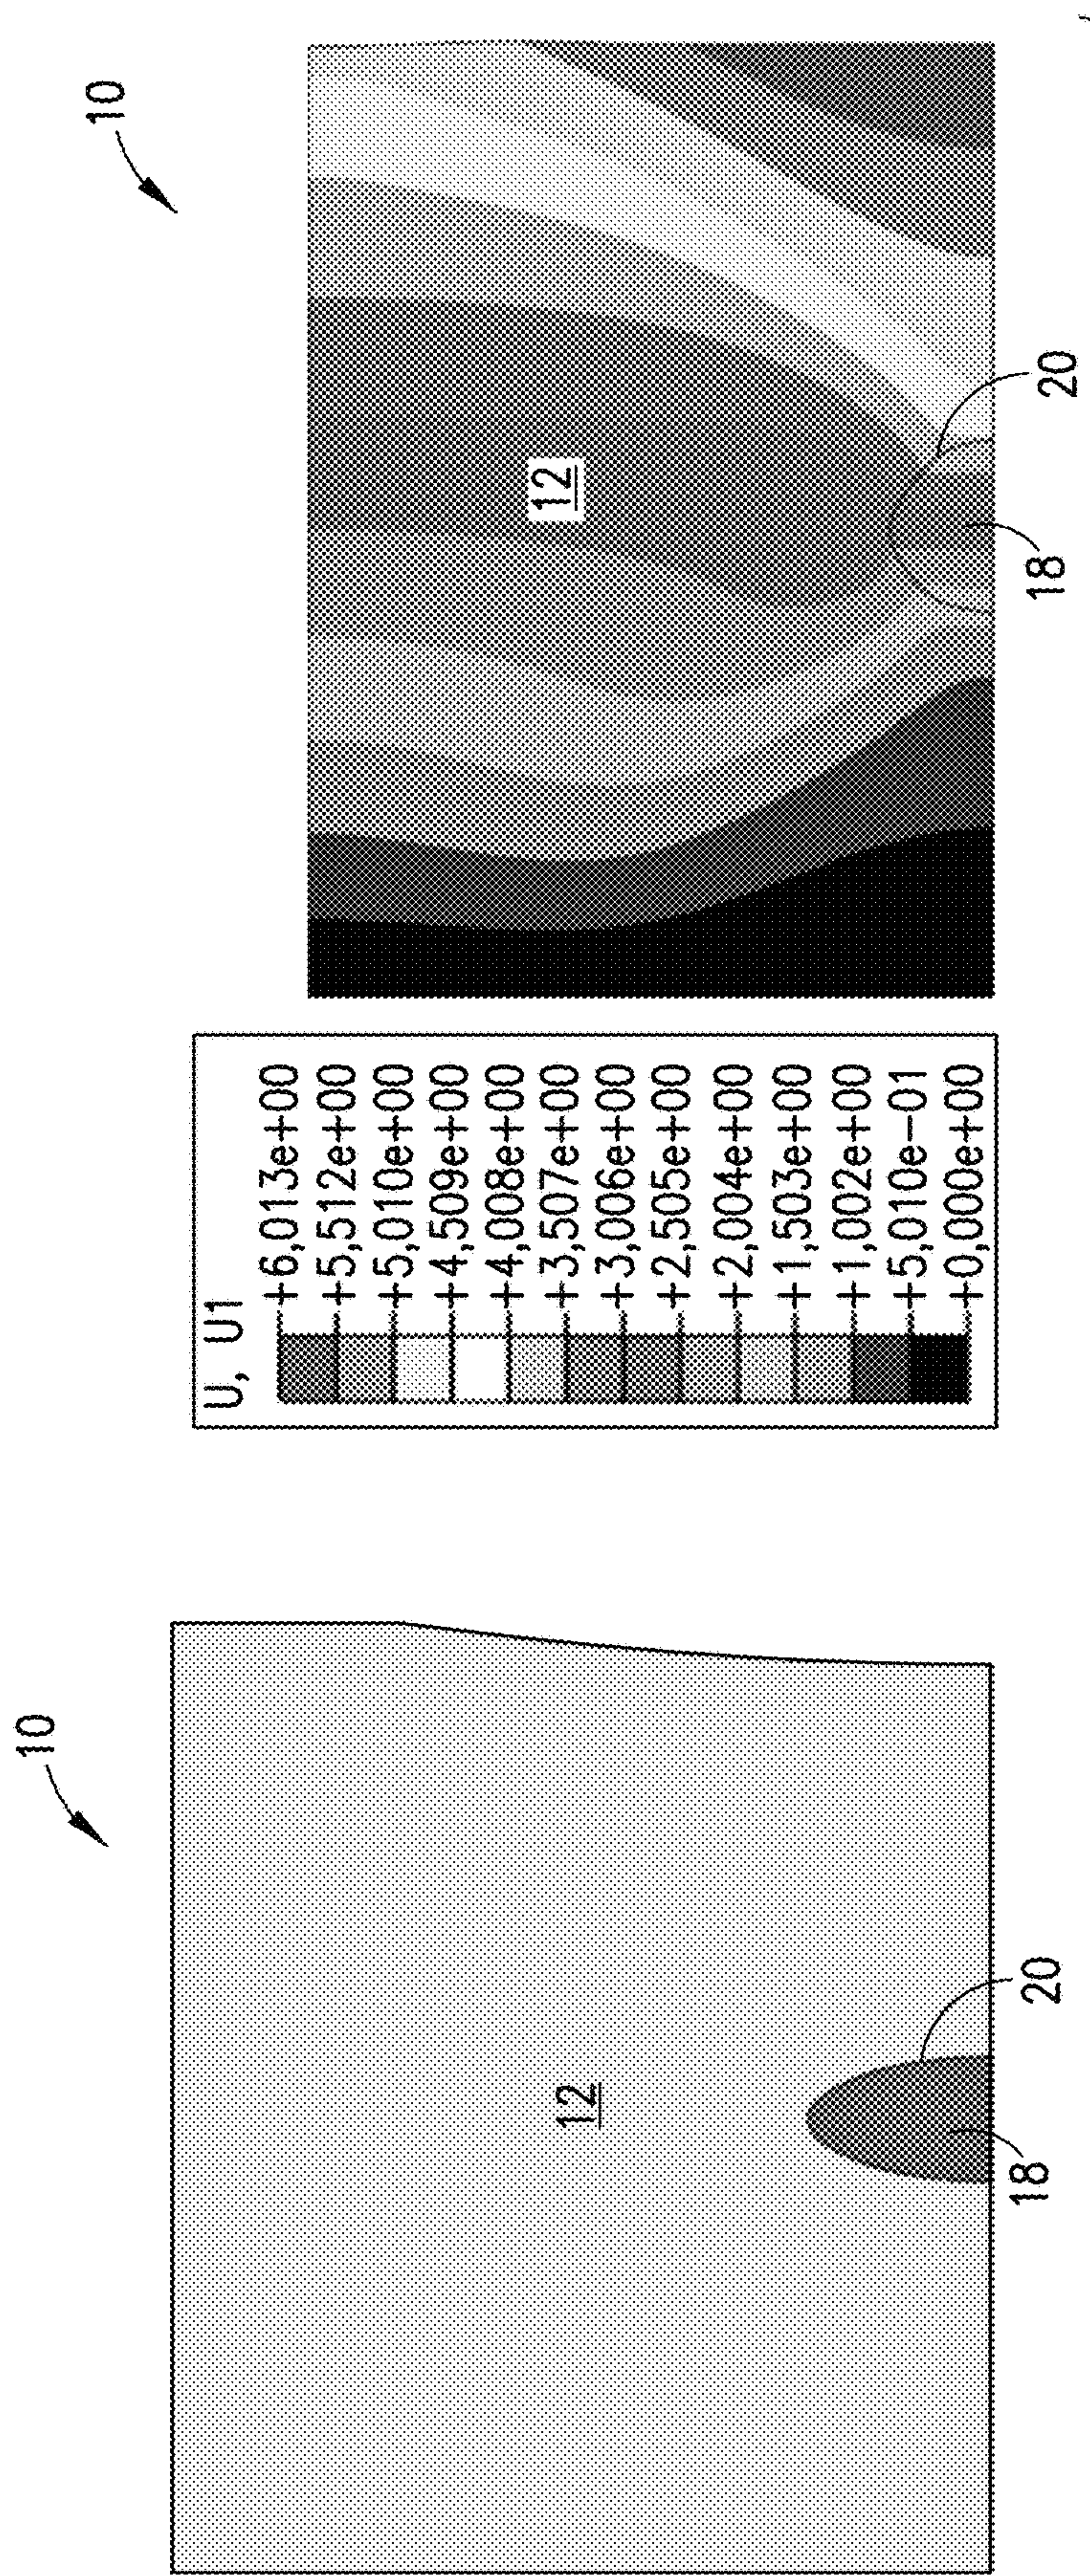 10
12
20
18
U, U1
+6,013e+00
+5,512e+00
+5,010e+00
+4,509e+00
+4,008e+00
+3,507e+00
+3,006e+00
+2,505e+00
+2,004e+00
+1,503e+00
+1,002e+00
+5,010e−01
+0,000e+00
10
12
20
18